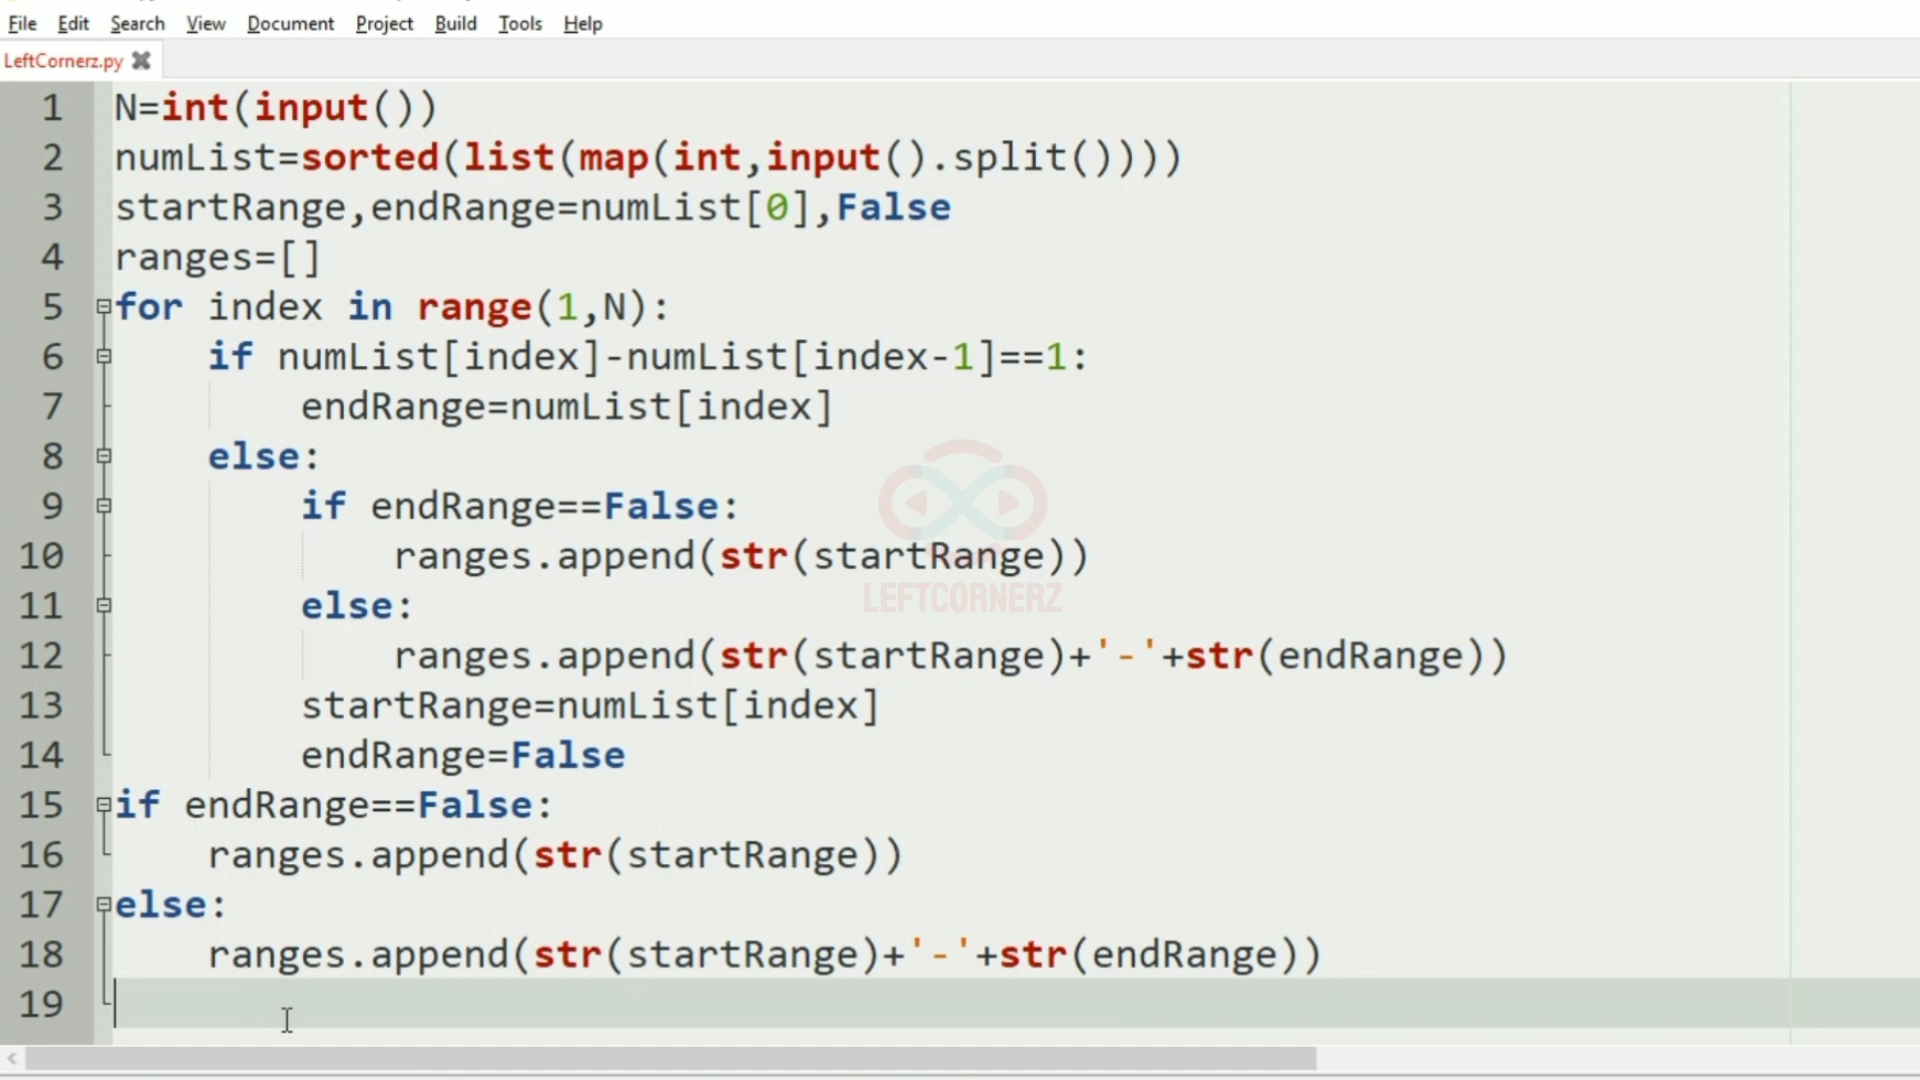 File Edit Search View Document Project Build Tools Help
LeftCornerz.py
1 N=int(input())
2 numList=sorted(list(map(int,input().split())))
3 startRange,endRange=numList[0],False
4 ranges=[]
5 for index in range(1,N):
6     if numList[index]-numList[index-1]==1:
7         endRange=numList[index]
8     else:
9         if endRange==False:
10             ranges.append(str(startRange))
11         else:
12             ranges.append(str(startRange)+'-'+str(endRange))
13         startRange=numList[index]
14         endRange=False
15 if endRange==False:
16     ranges.append(str(startRange))
17 else:
18     ranges.append(str(startRange)+'-'+str(endRange))
19
LEFTCORNERZ